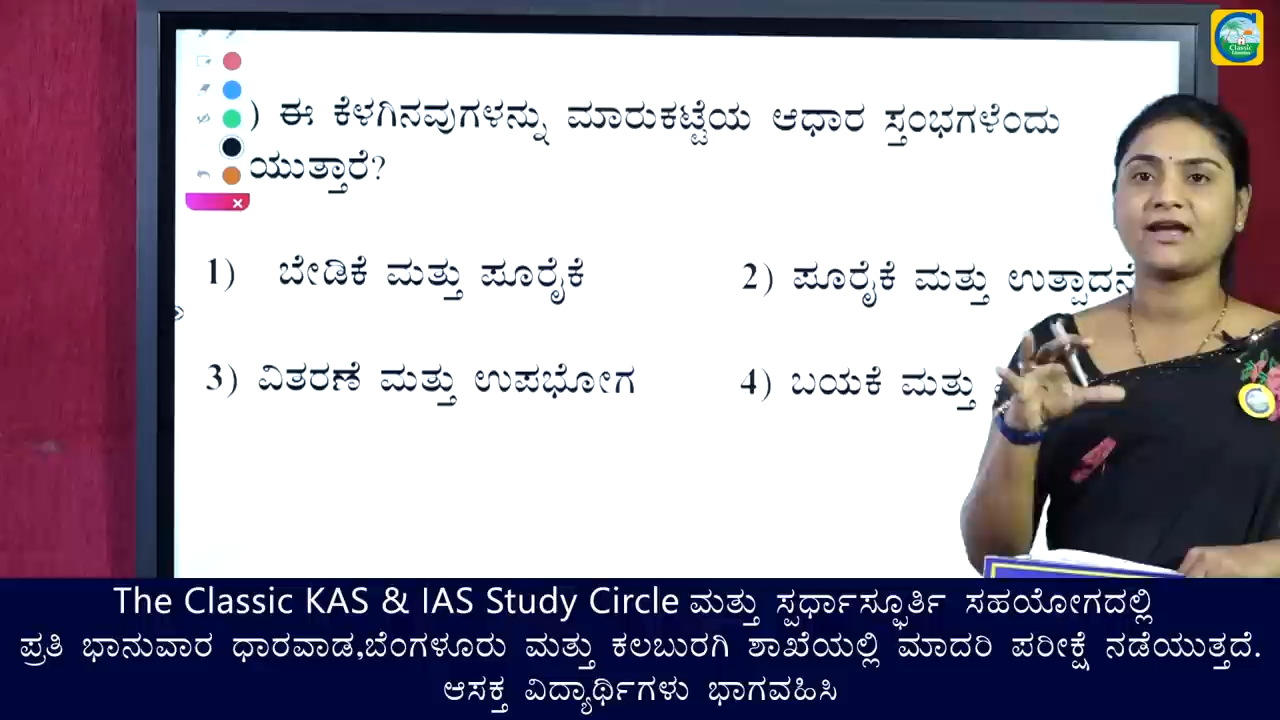 ) ಈ ಕೆಳಗಿನವುಗಳನ್ನು ಮಾರುಕಟ್ಟೆಯ ಆಧಾರ ಸ್ತಂಭಗಳೆಂದು
ಯುತ್ತಾರೆ?
1) ಬೇಡಿಕೆ ಮತ್ತು ಪೂರೈಕೆ
2) ಪೂರೈಕೆ ಮತ್ತು ಉತ್ಪಾದನೆ
3) ವಿತರಣೆ ಮತ್ತು ಉಪಭೋಗ
4) ಬಯಕೆ ಮತ್ತು
Classic
Education
The Classic KAS & IAS Study Circle ಮತ್ತು ಸ್ಪರ್ಧಾಸ್ಫೂರ್ತಿ ಸಹಯೋಗದಲ್ಲಿ
ಪ್ರತಿ ಭಾನುವಾರ ಧಾರವಾಡ,ಬೆಂಗಳೂರು ಮತ್ತು ಕಲಬುರಗಿ ಶಾಖೆಯಲ್ಲಿ ಮಾದರಿ ಪರೀಕ್ಷೆ ನಡೆಯುತ್ತದೆ.
ಆಸಕ್ತ ವಿದ್ಯಾರ್ಥಿಗಳು ಭಾಗವಹಿಸಿ